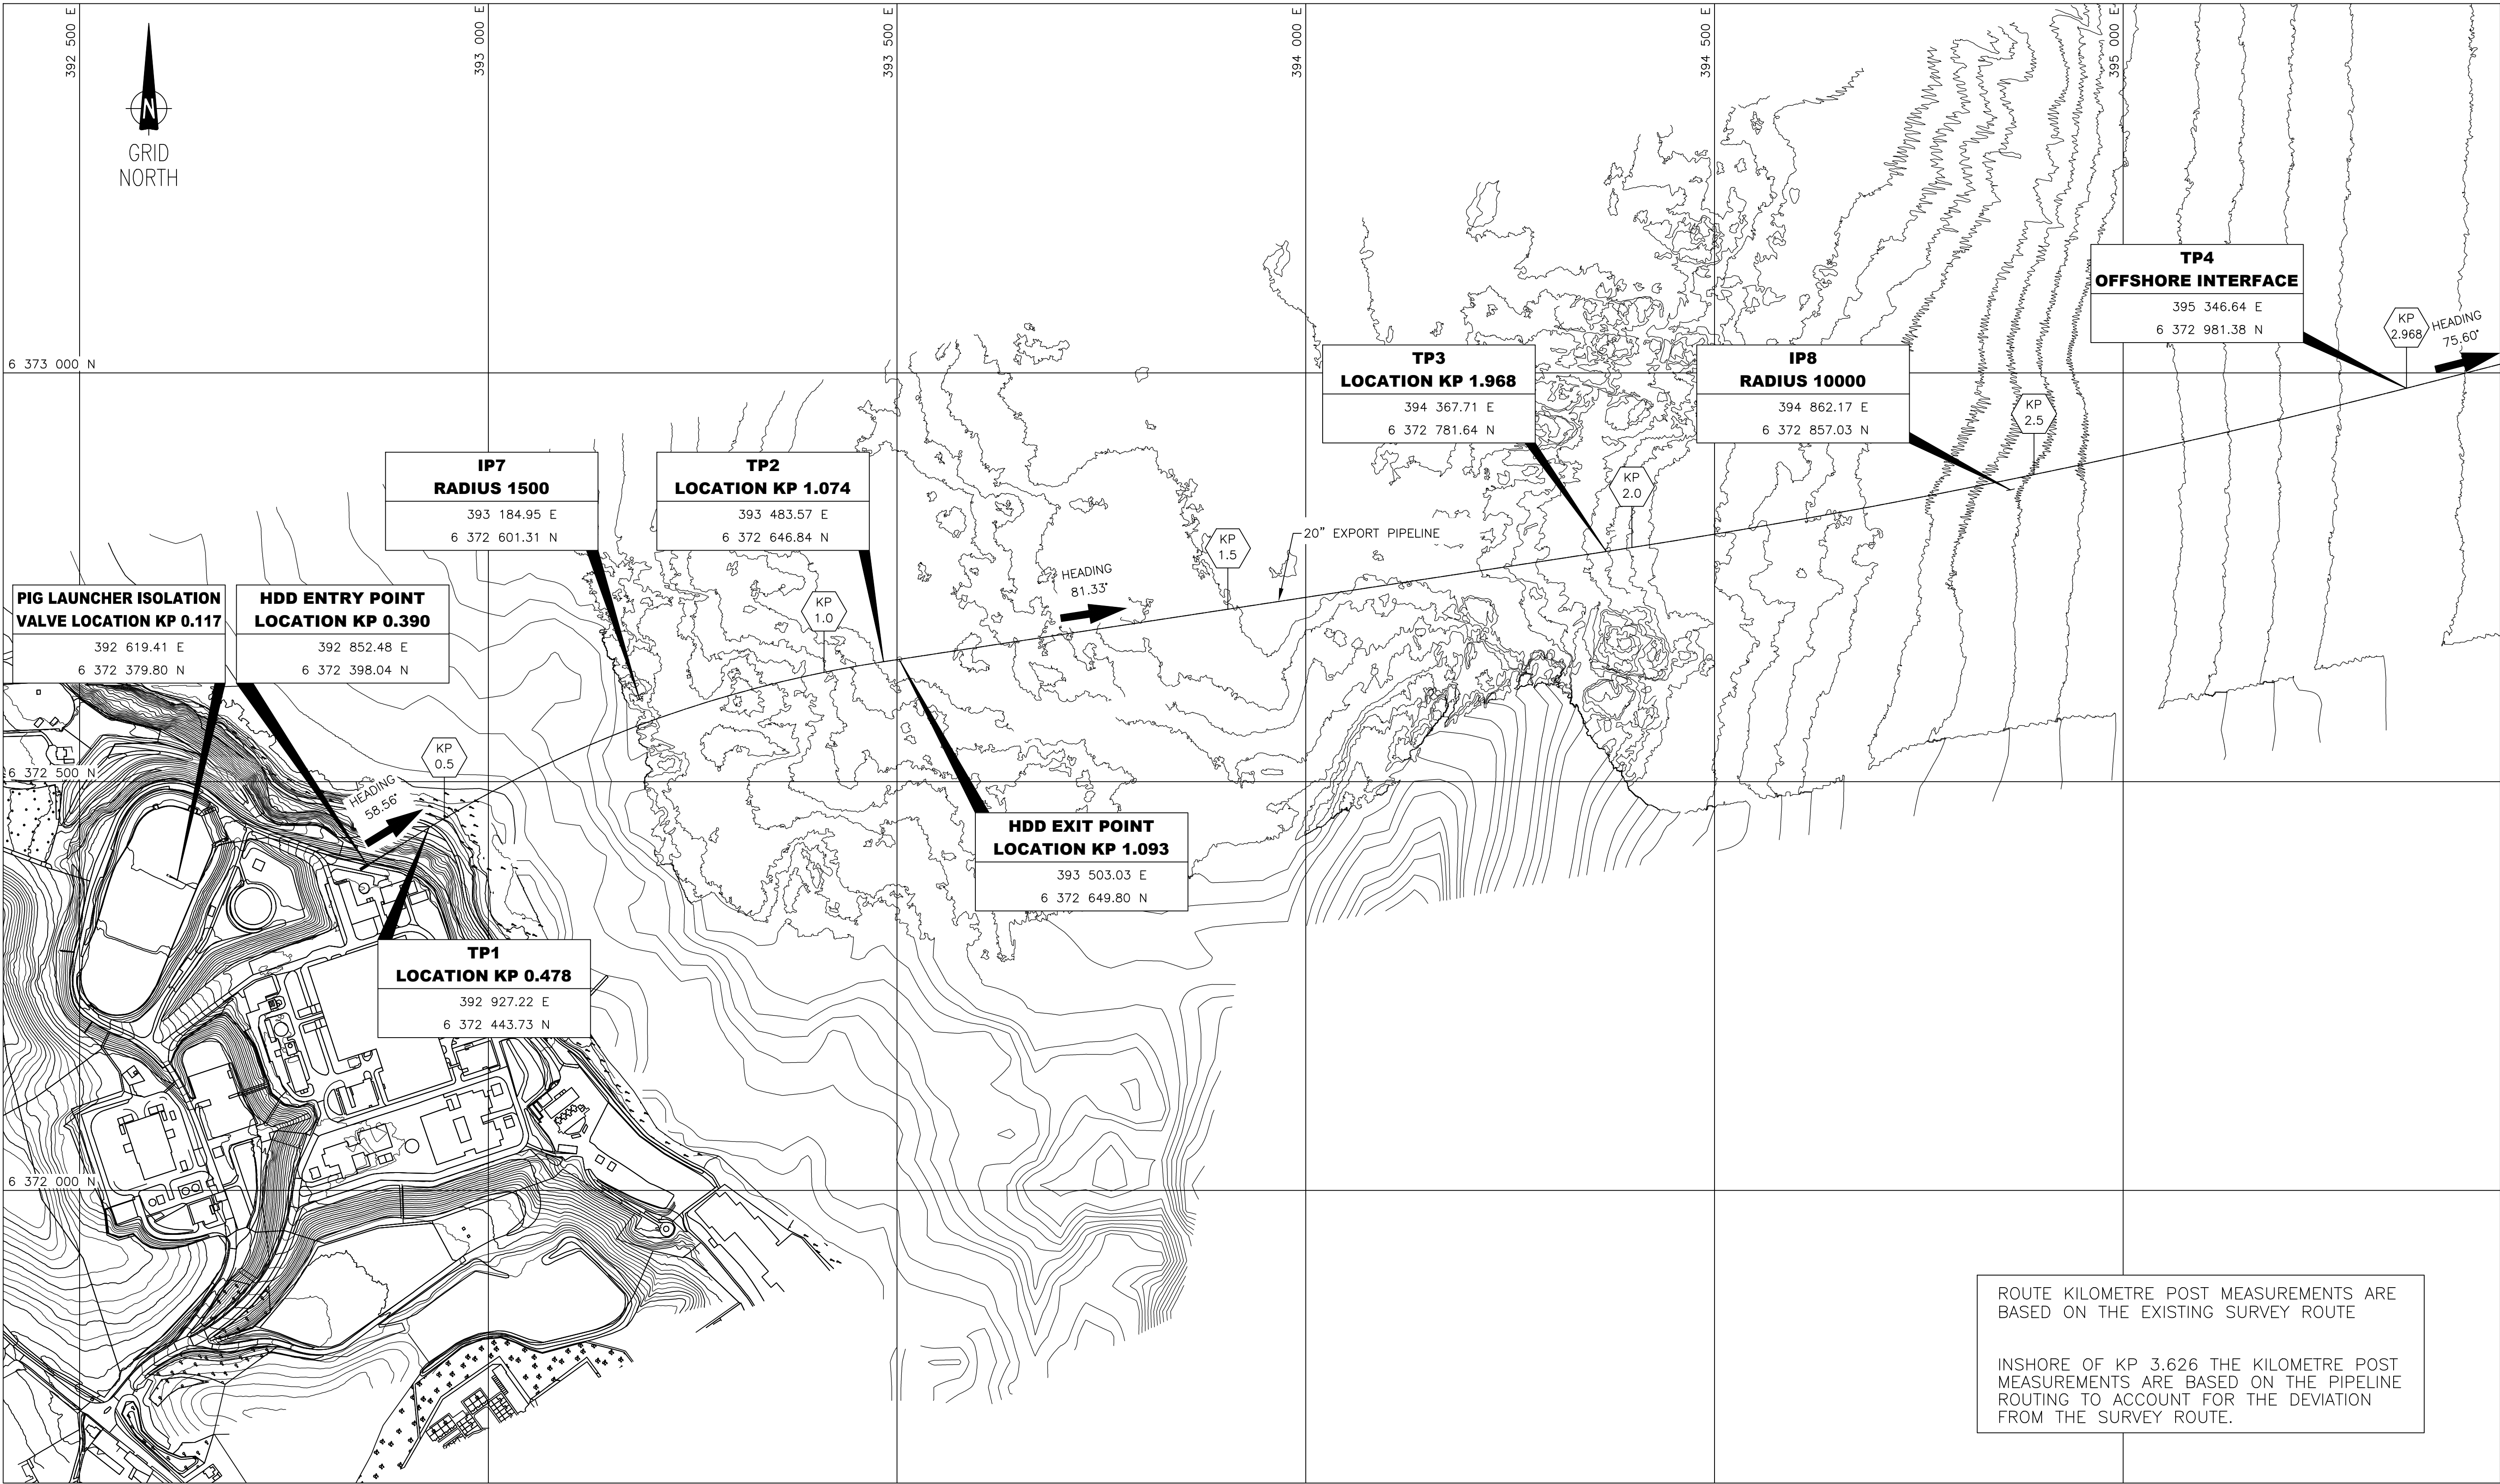 392 500 E
393 000 E
393 500 E
394 000 E
394 500 E
395 000 E
N
GRID
NORTH
TP4
OFFSHORE INTERFACE
395 346.64 E
6 372 981.38 N
KP
2.968
HEADING
75.60°
6 373 000 N
TP3
LOCATION KP 1.968
394 367.71 E
6 372 781.64 N
IP8
RADIUS 10000
394 862.17 E
6 372 857.03 N
KP
2.5
IP7
RADIUS 1500
393 184.95 E
6 372 601.31 N
TP2
LOCATION KP 1.074
393 483.57 E
6 372 646.84 N
KP
2.0
KP
1.5
20" EXPORT PIPELINE
HEADING
81.33°
KP
1.0
PIG LAUNCHER ISOLATION
VALVE LOCATION KP 0.117
392 619.41 E
6 372 379.80 N
HDD ENTRY POINT
LOCATION KP 0.390
392 852.48 E
6 372 398.04 N
KP
0.5
6 372 500 N
HEADING
58.56°
HDD EXIT POINT
LOCATION KP 1.093
393 503.03 E
6 372 649.80 N
TP1
LOCATION KP 0.478
392 927.22 E
6 372 443.73 N
6 372 000 N
ROUTE KILOMETRE POST MEASUREMENTS ARE
BASED ON THE EXISTING SURVEY ROUTE
INSHORE OF KP 3.626 THE KILOMETRE POST
MEASUREMENTS ARE BASED ON THE PIPELINE
ROUTING TO ACCOUNT FOR THE DEVIATION
FROM THE SURVEY ROUTE.